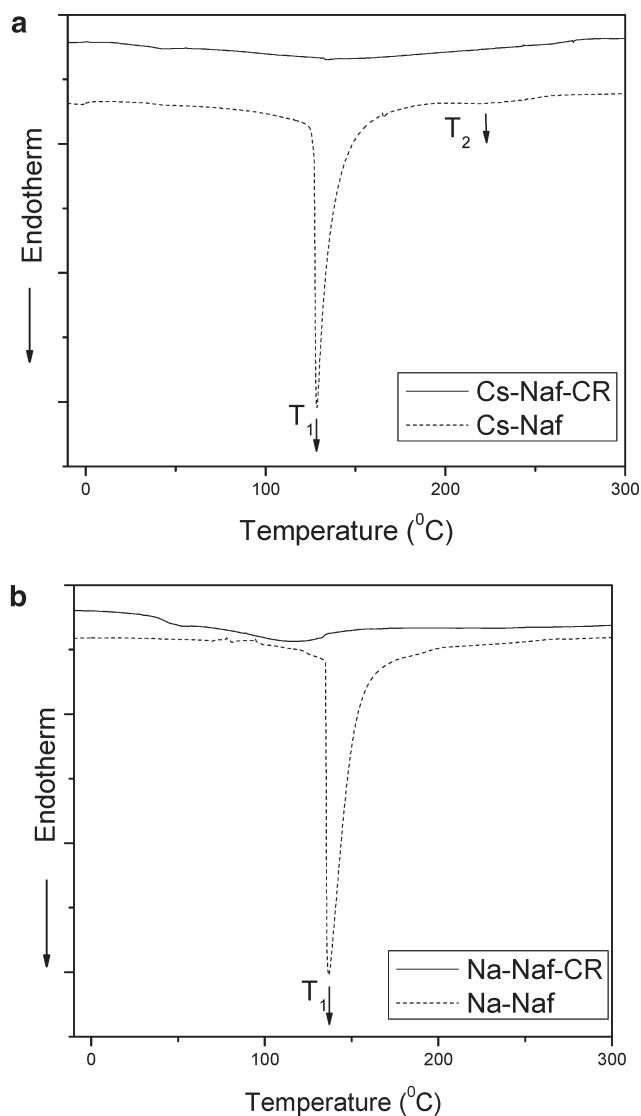 a
Endotherm
T2
T1
Cs-Naf-CR
Cs-Naf
0 100 200 300
Temperature (⁰C)
b
Endotherm
T1
Na-Naf-CR
Na-Naf
0 100 200 300
Temperature (⁰C)